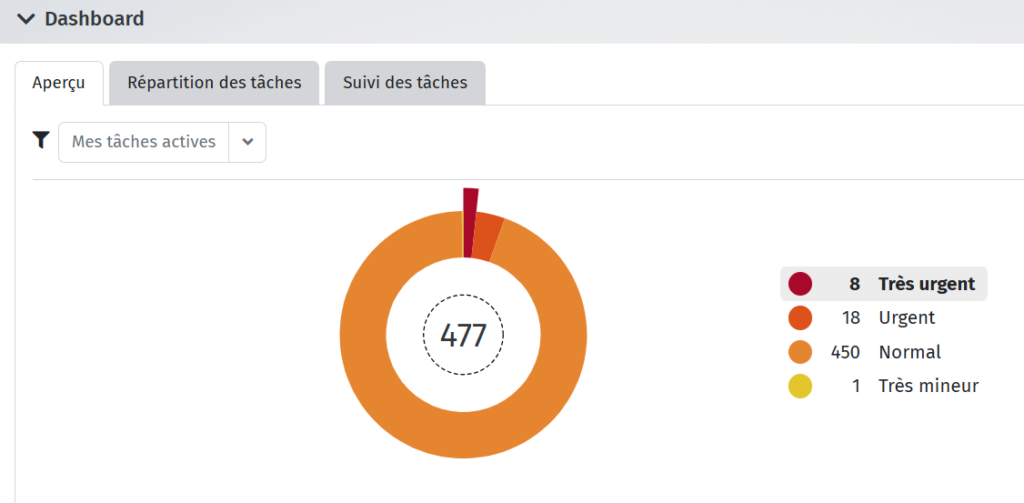 Dashboard
Aperçu
Répartition des tâches
Suivi des tâches
Mes tâches actives
477
8 Très urgent
18 Urgent
450 Normal
1 Très mineur